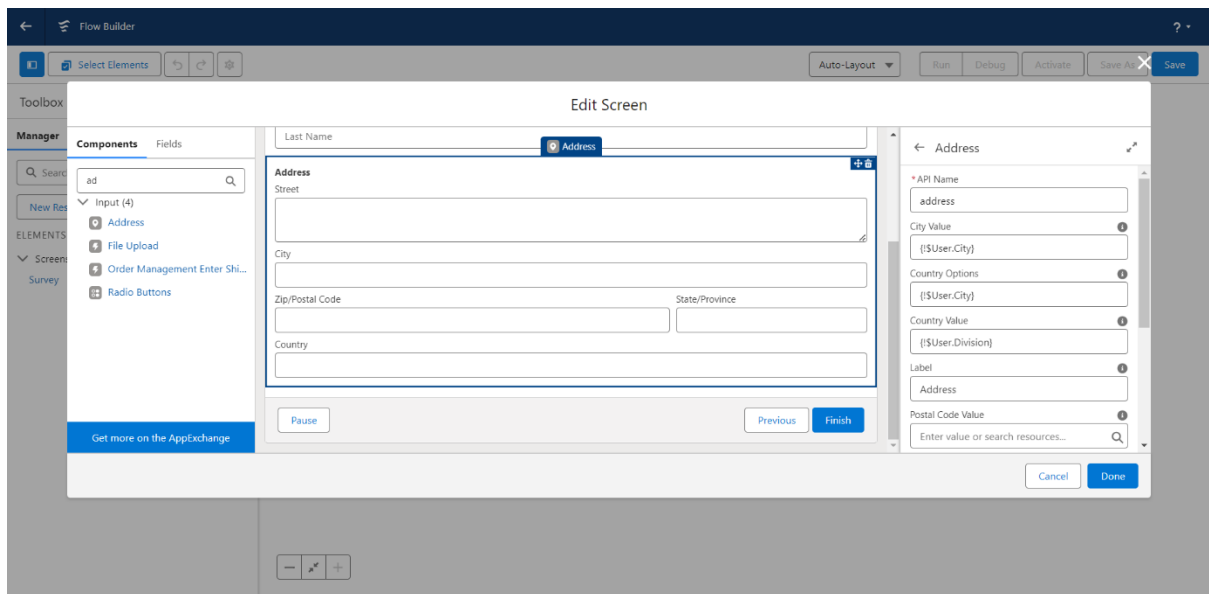 Flow Builder
?
Select Elements
Auto-Layout
Run
Debug
Activate
Save As
Save
Toolbox
Edit Screen
Manager
Searc
New Res
ELEMENTS
Screens
Survey
Components
Fields
ad
Input (4)
Address
File Upload
Order Management Enter Shi...
Radio Buttons
Get more on the AppExchange
Last Name
Address
Address
Street
City
Zip/Postal Code
State/Province
Country
Pause
Previous
Finish
Address
* API Name
address
City Value
{!$User.City}
Country Options
{!$User.City}
Country Value
{!$User.Division}
Label
Address
Postal Code Value
Enter value or search resources...
Cancel
Done